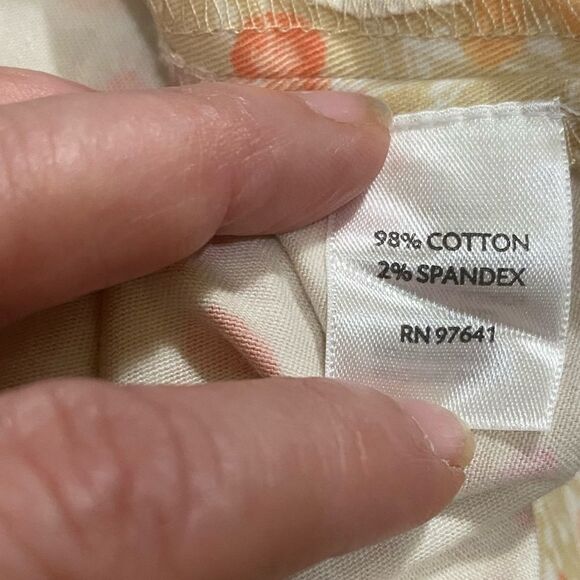 98% COTTON
2% SPANDEX
RN 97641